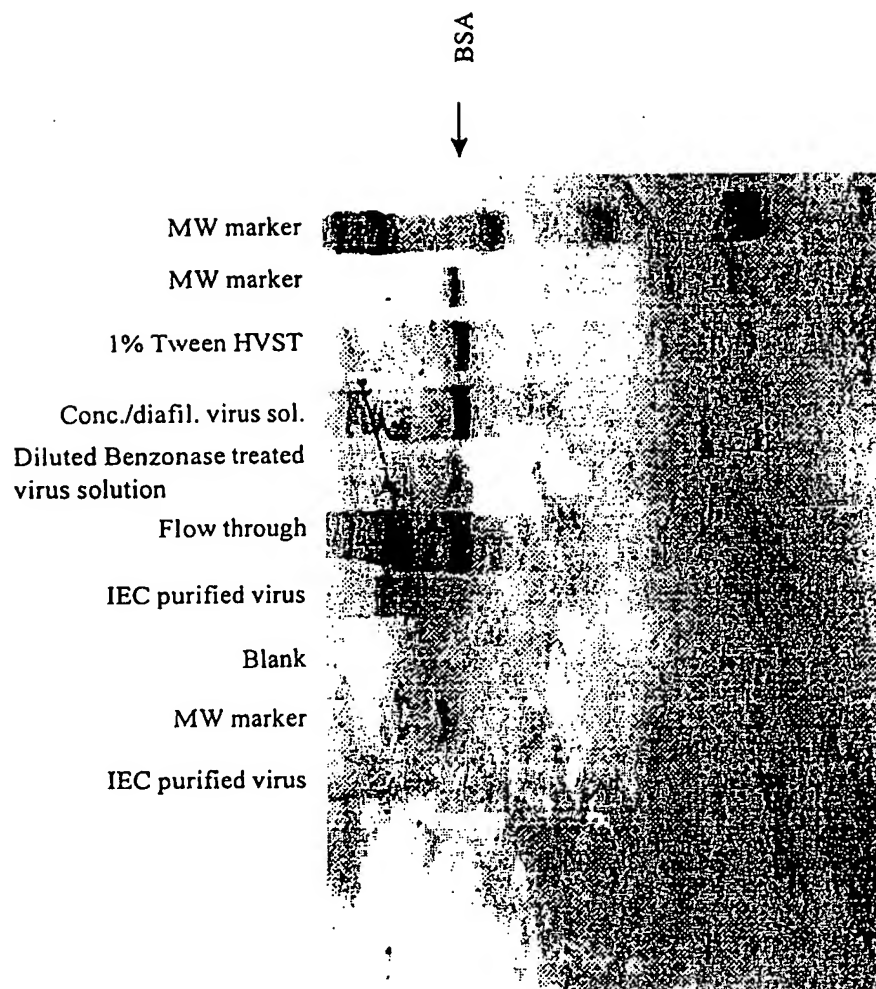 BSA
MW marker
MW marker
1% Tween HVST
Conc./diafil. virus sol.
Diluted Benzonase treated
virus solution
Flow through
IEC purified virus
Blank
MW marker
IEC purified virus